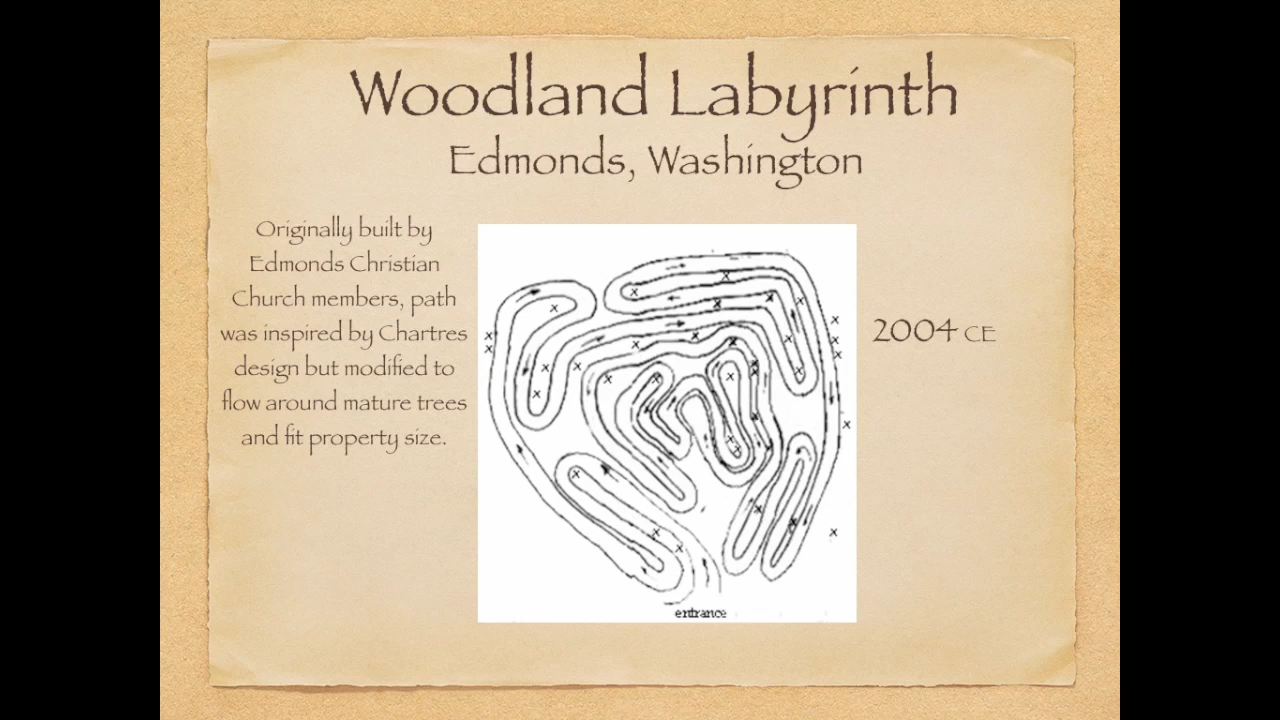 Woodland Labyrinth
Edmonds, Washington
Originally built by
Edmonds Christian
Church members, path
was inspired by Chartres
design but modified to
flow around mature trees
and fit property size.
2004 CE
entrance